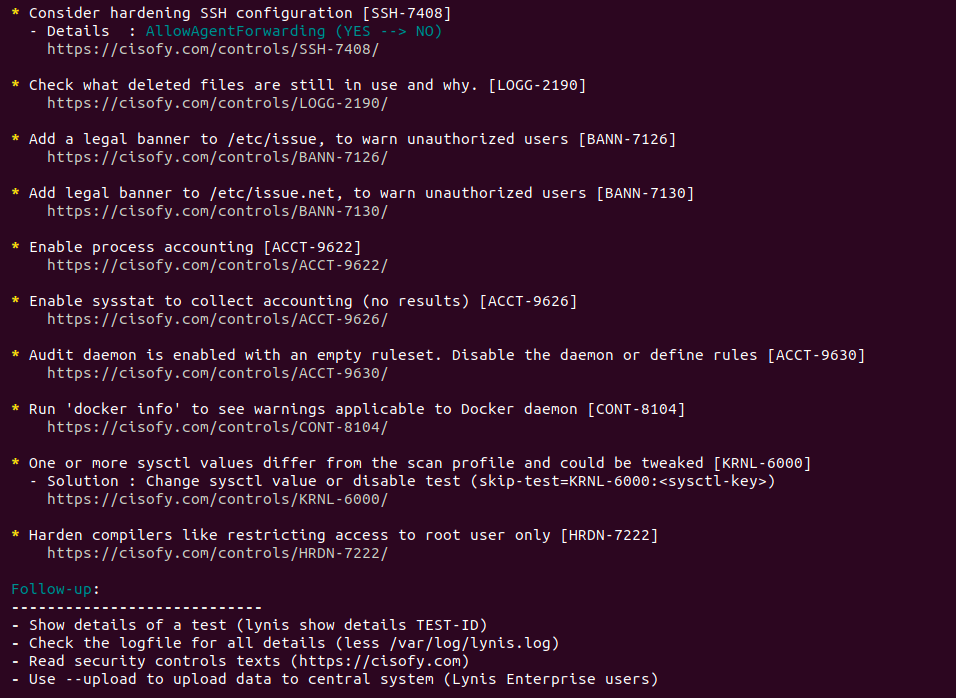 * Consider hardening SSH configuration [SSH-7408]
- Details : AllowAgentForwarding (YES --> NO)
https://cisofy.com/controls/SSH-7408/
* Check what deleted files are still in use and why. [LOGG-2190]
https://cisofy.com/controls/LOGG-2190/
* Add a legal banner to /etc/issue, to warn unauthorized users [BANN-7126]
https://cisofy.com/controls/BANN-7126/
* Add legal banner to /etc/issue.net, to warn unauthorized users [BANN-7130]
https://cisofy.com/controls/BANN-7130/
* Enable process accounting [ACCT-9622]
https://cisofy.com/controls/ACCT-9622/
* Enable sysstat to collect accounting (no results) [ACCT-9626]
https://cisofy.com/controls/ACCT-9626/
* Audit daemon is enabled with an empty ruleset. Disable the daemon or define rules [ACCT-9630]
https://cisofy.com/controls/ACCT-9630/
* Run 'docker info' to see warnings applicable to Docker daemon [CONT-8104]
https://cisofy.com/controls/CONT-8104/
* One or more sysctl values differ from the scan profile and could be tweaked [KRNL-6000]
- Solution : Change sysctl value or disable test (skip-test=KRNL-6000:<sysctl-key>)
https://cisofy.com/controls/KRNL-6000/
* Harden compilers like restricting access to root user only [HRDN-7222]
https://cisofy.com/controls/HRDN-7222/
Follow-up:
----------------------------
- Show details of a test (lynis show details TEST-ID)
- Check the logfile for all details (less /var/log/lynis.log)
- Read security controls texts (https://cisofy.com)
- Use --upload to upload data to central system (Lynis Enterprise users)